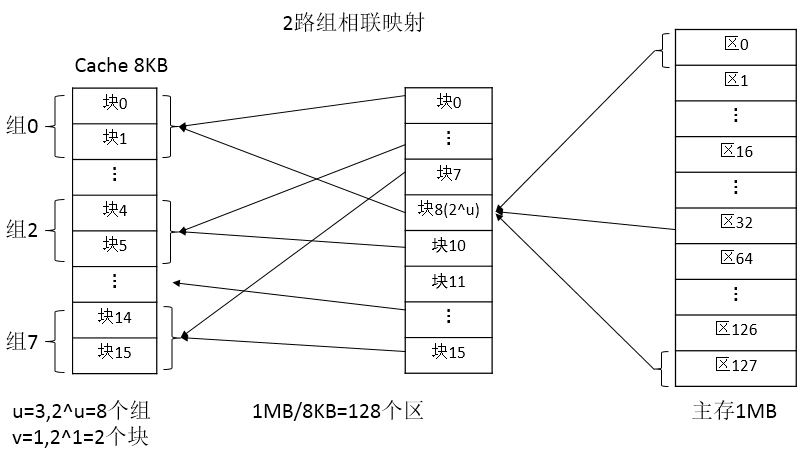 2路组相联映射
Cache 8KB
组0
块0
块1
⋮
组2
块4
块5
⋮
组7
块14
块15
u=3,2^u=8个组
v=1,2^1=2个块
块0
⋮
块7
块8(2^u)
块10
块11
⋮
块15
1MB/8KB=128个区
区0
区1
⋮
区16
⋮
区32
区64
⋮
区126
区127
主存1MB